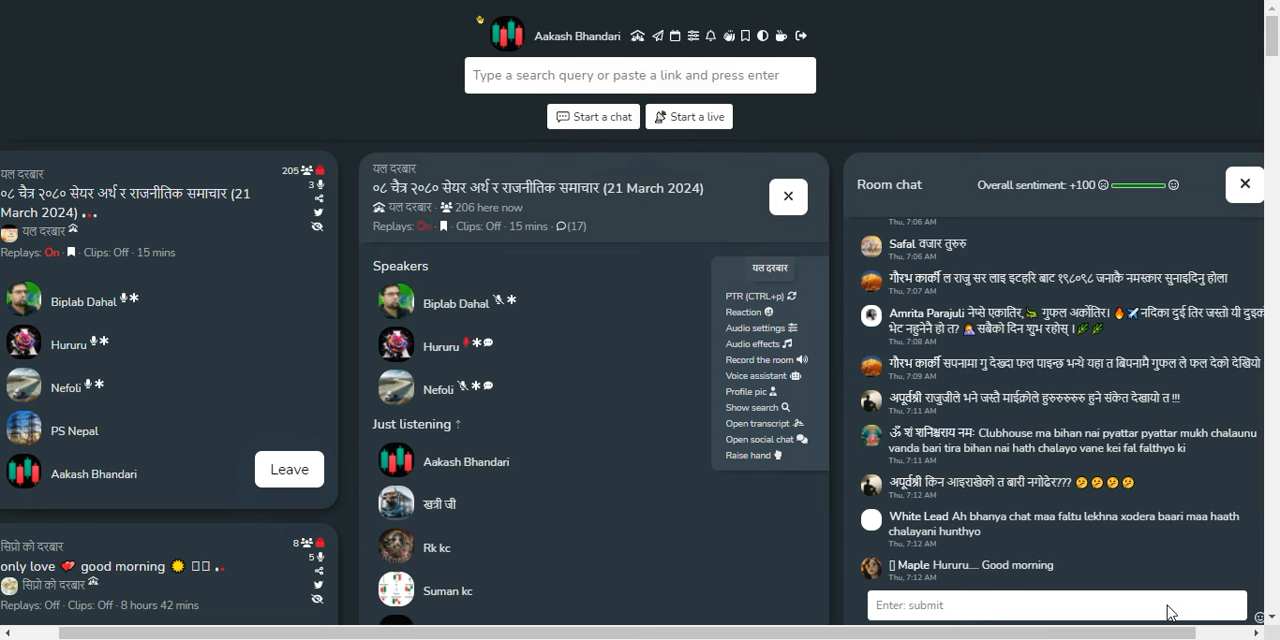 Aakash Bhandari
Type a search query or paste a link and press enter
Start a chat
Start a live
यल दरबार
205
०८ चैत्र २०८० सेयर अर्थ र राजनीतिक समाचार (21
March 2024)
3
यल दरबार
Replays: On · Clips: Off · 15 mins
Biplab Dahal
Hururu
Nefoli
PS Nepal
Aakash Bhandari
Leave
सिप्रो को दरबार
8
only love good morning
5
सिप्रो को दरबार
Replays: Off · Clips: Off · 8 hours 42 mins
यल दरबार
०८ चैत्र २०८० सेयर अर्थ र राजनीतिक समाचार (21 March 2024)
यल दरबार · 206 here now
Replays: On · Clips: Off · 15 mins · (17)
Speakers
Biplab Dahal
Hururu
Nefoli
Just listening ↑
Aakash Bhandari
खत्री जी
Rk kc
Suman kc
यल दरबार
PTR (CTRL+p)
Reaction
Audio settings
Audio effects
Record the room
Voice assistant
Profile pic
Show search
Open transcript
Open social chat
Raise hand
Room chat
Overall sentiment: +100
Thu, 7:06 AM
Safal वजार तुरुरु
Thu, 7:06 AM
गौरभ कार्की ल राजु सर लाइ इटहरि बाट १९८०९८ जनाकै नमस्कार सुनाइदिनु होला
Thu, 7:07 AM
Amrita Parajuli नेप्से एकातिर, 🐛 गुफल अर्कोतिर। 🔥✈️नदिका दुई तिर जस्तो यी दुइको
भेट नहुनेनै हो त? 🤷‍♀️सबैको दिन शुभ रहोस् । 🌿 🌿
Thu, 7:08 AM
गौरभ कार्की सपनामा गु देख्दा फल पाइन्छ भन्थे यहा त बिपनामै गुफल ले फल देको देखियो
Thu, 7:09 AM
अपूर्वश्री राजुजीले भने जस्तै माईक्रोले हुरुरुरुरुरु हुने संकेत देखायो त !!!
Thu, 7:11 AM
ॐ शं शनिश्चराय नमः Clubhouse ma bihan nai pyattar pyattar mukh chalaunu
vanda bari tira bihan nai hath chalayo vane kei fal falthyo ki
Thu, 7:11 AM
अपूर्वश्री किन आइराखेको त बारी नगोढेर??? 🤔 🤔 🤔 🤔
Thu, 7:12 AM
White Lead Ah bhanya chat maa faltu lekhna xodera baari maa haath
chalayani hunthyo
Thu, 7:12 AM
Maple Hururu.... Good morning
Thu, 7:12 AM
Enter: submit